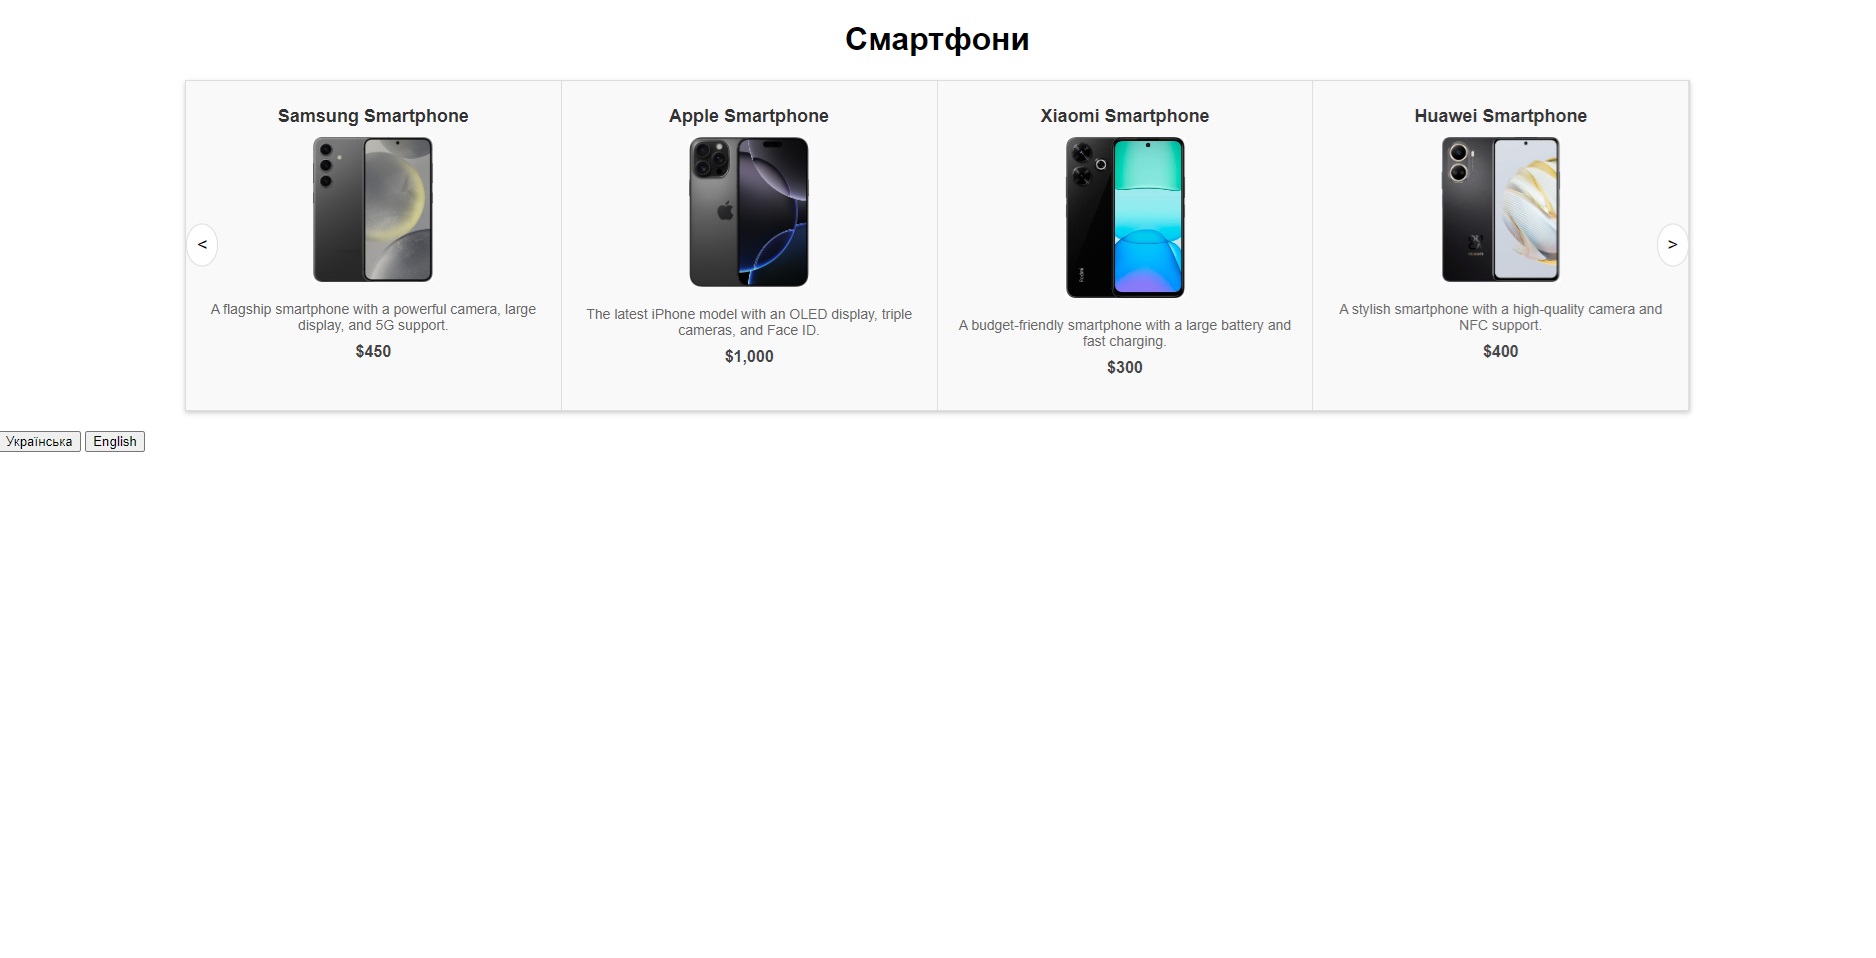 Смартфони
Samsung Smartphone
A flagship smartphone with a powerful camera, large
display, and 5G support.
$450
Apple Smartphone
The latest iPhone model with an OLED display, triple
cameras, and Face ID.
$1,000
Xiaomi Smartphone
Redmi
A budget-friendly smartphone with a large battery and
fast charging.
$300
Huawei Smartphone
HUAWEI
A stylish smartphone with a high-quality camera and
NFC support.
$400
<
>
Українська
English